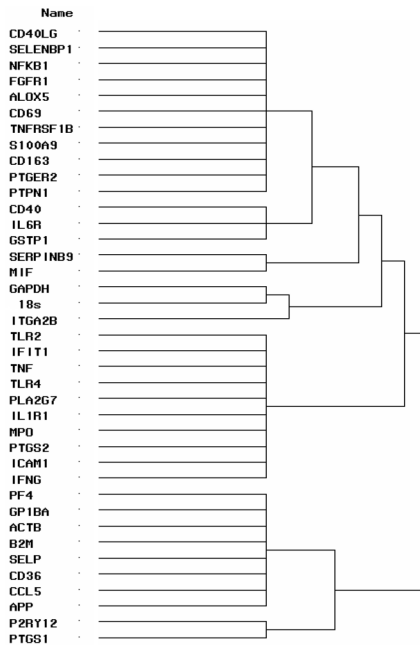 Name
CD40LG
SELENBP1
NFKB1
FGFR1
ALOX5
CD69
TNFRSF1B
S100A9
CD163
PTGER2
PTPN1
CD40
IL6R
GSTP1
SERPINB9
MIF
GAPDH
18s
ITGA2B
TLR2
IFIT1
TNF
TLR4
PLA2G7
IL1R1
MPO
PTGS2
ICAM1
IFNG
PF4
GP1BA
ACTB
B2M
SELP
CD36
CCL5
APP
P2RY12
PTGS1